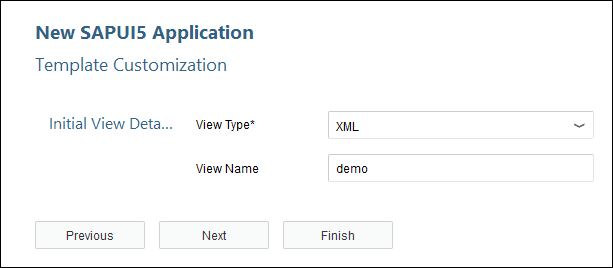 New SAPUI5 Application
Template Customization
Initial View Deta... View Type* XML
View Name demo
Previous Next Finish